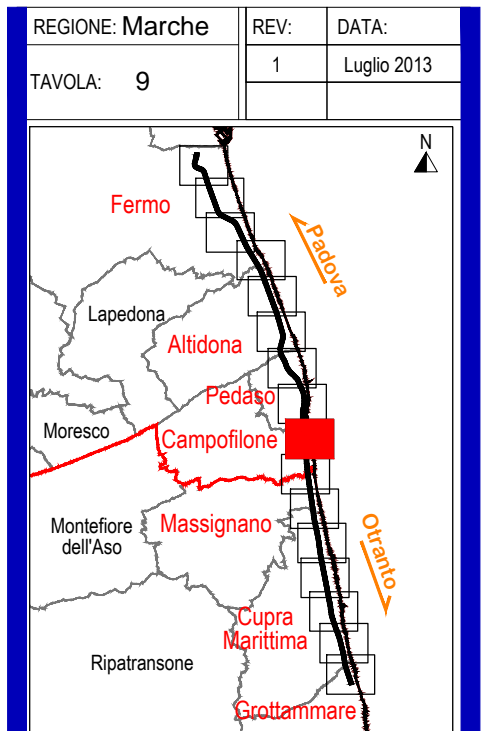 REGIONE: Marche
REV:
DATA:
1
Luglio 2013
TAVOLA: 9
N
Fermo
Padova
Lapedona
Altidona
Pedaso
Moresco
Campofilone
Montefiore
dell'Aso
Massignano
Otranto
Cupra
Marittima
Ripatransone
Grottammare